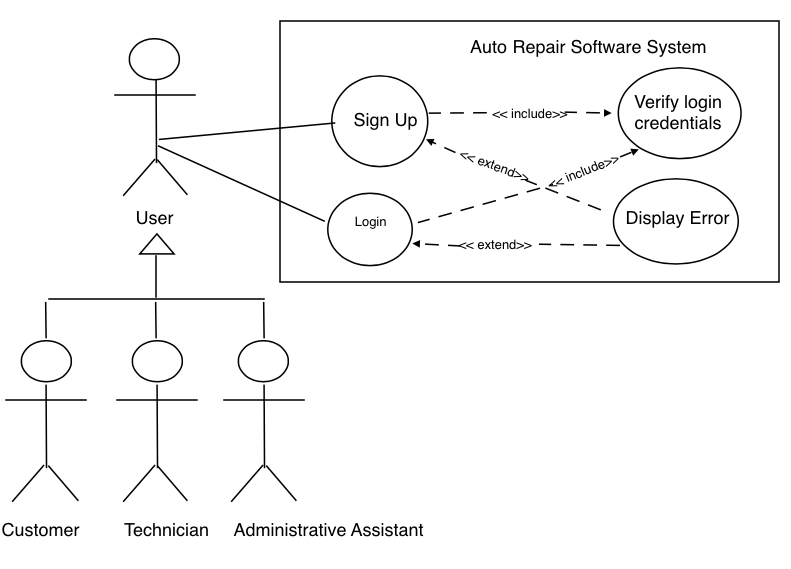 Auto Repair Software System
Sign Up
<< include>>
Verify login
credentials
<< extend>>
<< include>>
User
Login
Display Error
<< extend>>
Customer
Technician
Administrative Assistant